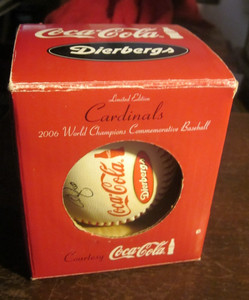 Coca-Cola
Dierbergs
Limited Edition
Cardinals
2006 World Champions Commemorative Baseball
Coca-Cola
Dierbergs
Courtesy Coca-Cola